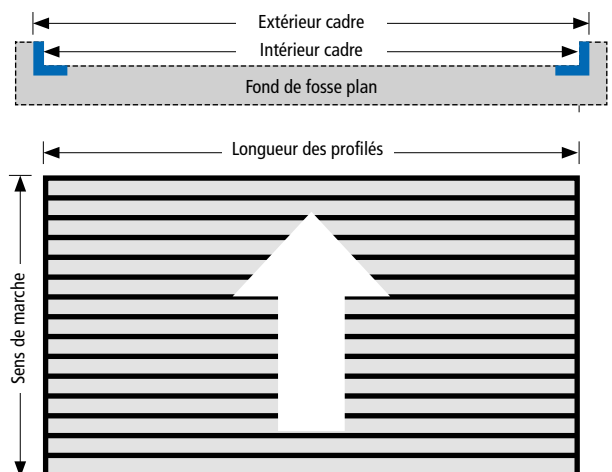 Extérieur cadre
Intérieur cadre
Fond de fosse plan
Longueur des profilés
Sens de marche